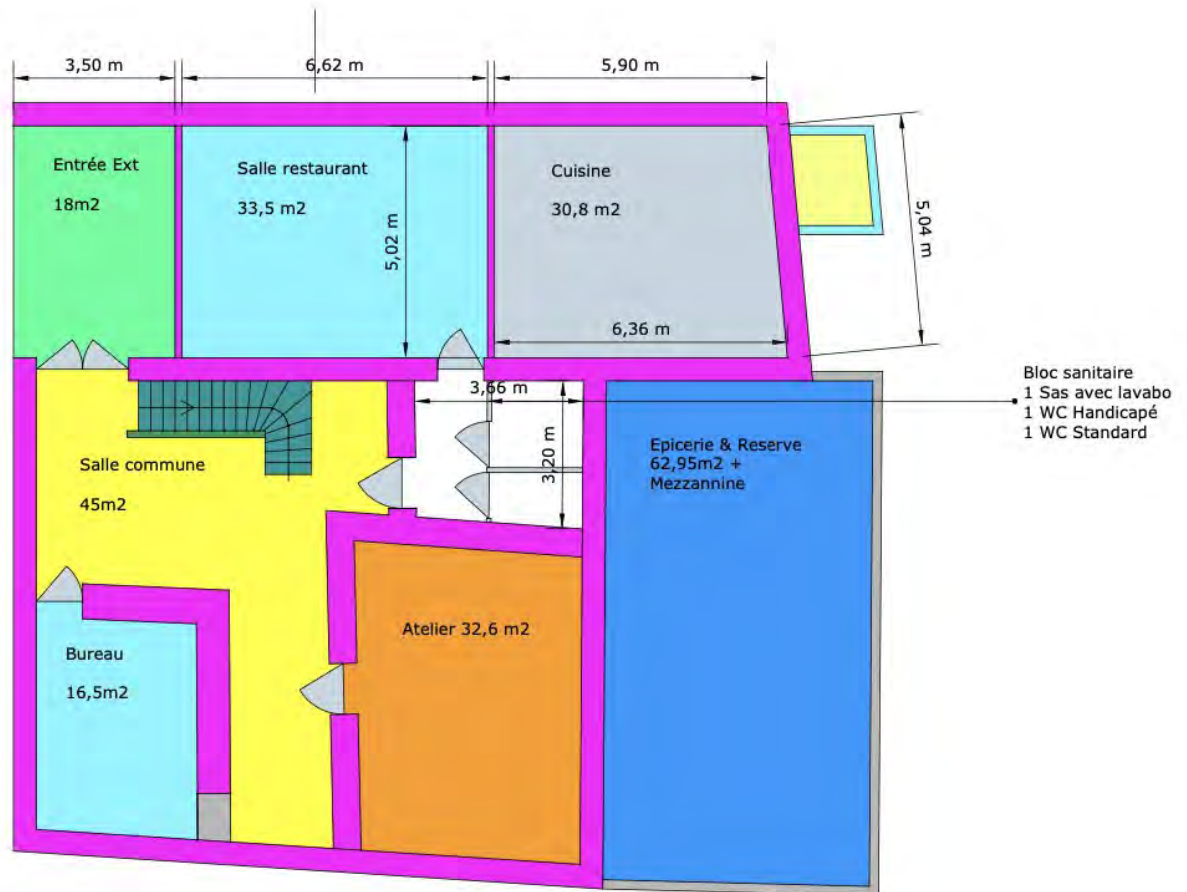 3,50 m
6,62 m
5,90 m
Entrée Ext
18m2
Salle restaurant
33,5 m2
5,02 m
Cuisine
30,8 m2
5,04 m
6,36 m
3,66 m
3,20 m
Bloc sanitaire
1 Sas avec lavabo
1 WC Handicapé
1 WC Standard
Salle commune
45m2
Epicerie & Reserve
62,95m2 +
Mezzannine
Atelier 32,6 m2
Bureau
16,5m2